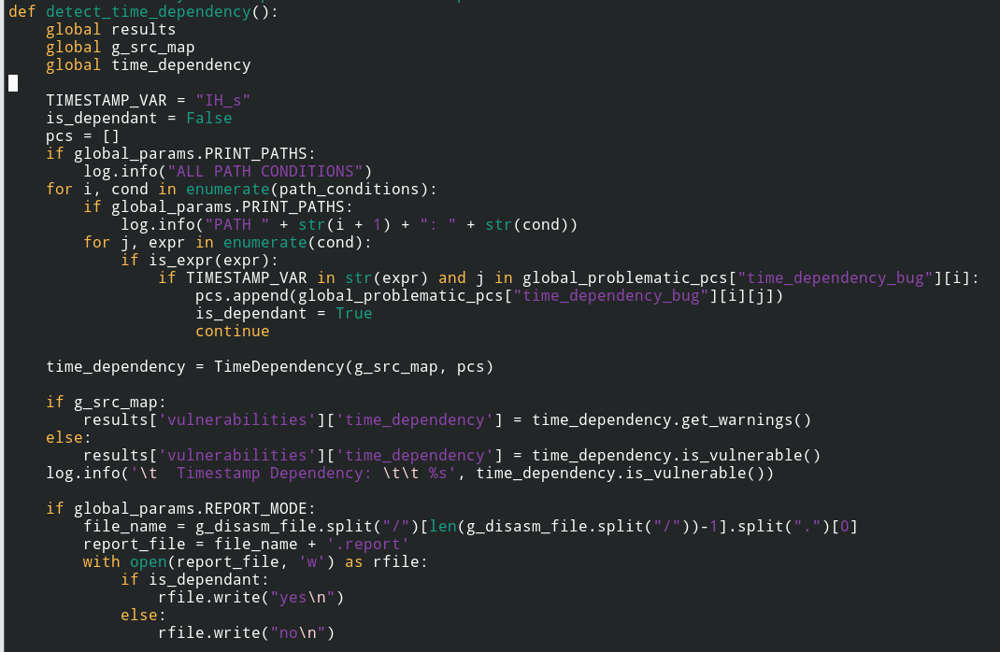 def detect_time_dependency():
    global results
    global g_src_map
    global time_dependency

    TIMESTAMP_VAR = "IH_s"
    is_dependant = False
    pcs = []
    if global_params.PRINT_PATHS:
        log.info("ALL PATH CONDITIONS")
    for i, cond in enumerate(path_conditions):
        if global_params.PRINT_PATHS:
            log.info("PATH " + str(i + 1) + ": " + str(cond))
        for j, expr in enumerate(cond):
            if is_expr(expr):
                if TIMESTAMP_VAR in str(expr) and j in global_problematic_pcs["time_dependency_bug"][i]:
                    pcs.append(global_problematic_pcs["time_dependency_bug"][i][j])
                    is_dependant = True
                    continue

    time_dependency = TimeDependency(g_src_map, pcs)

    if g_src_map:
        results['vulnerabilities']['time_dependency'] = time_dependency.get_warnings()
    else:
        results['vulnerabilities']['time_dependency'] = time_dependency.is_vulnerable()
    log.info('\t  Timestamp Dependency: \t\t %s', time_dependency.is_vulnerable())

    if global_params.REPORT_MODE:
        file_name = g_disasm_file.split("/")[len(g_disasm_file.split("/"))-1].split(".")[0]
        report_file = file_name + '.report'
        with open(report_file, 'w') as rfile:
            if is_dependant:
                rfile.write("yes\n")
            else:
                rfile.write("no\n")